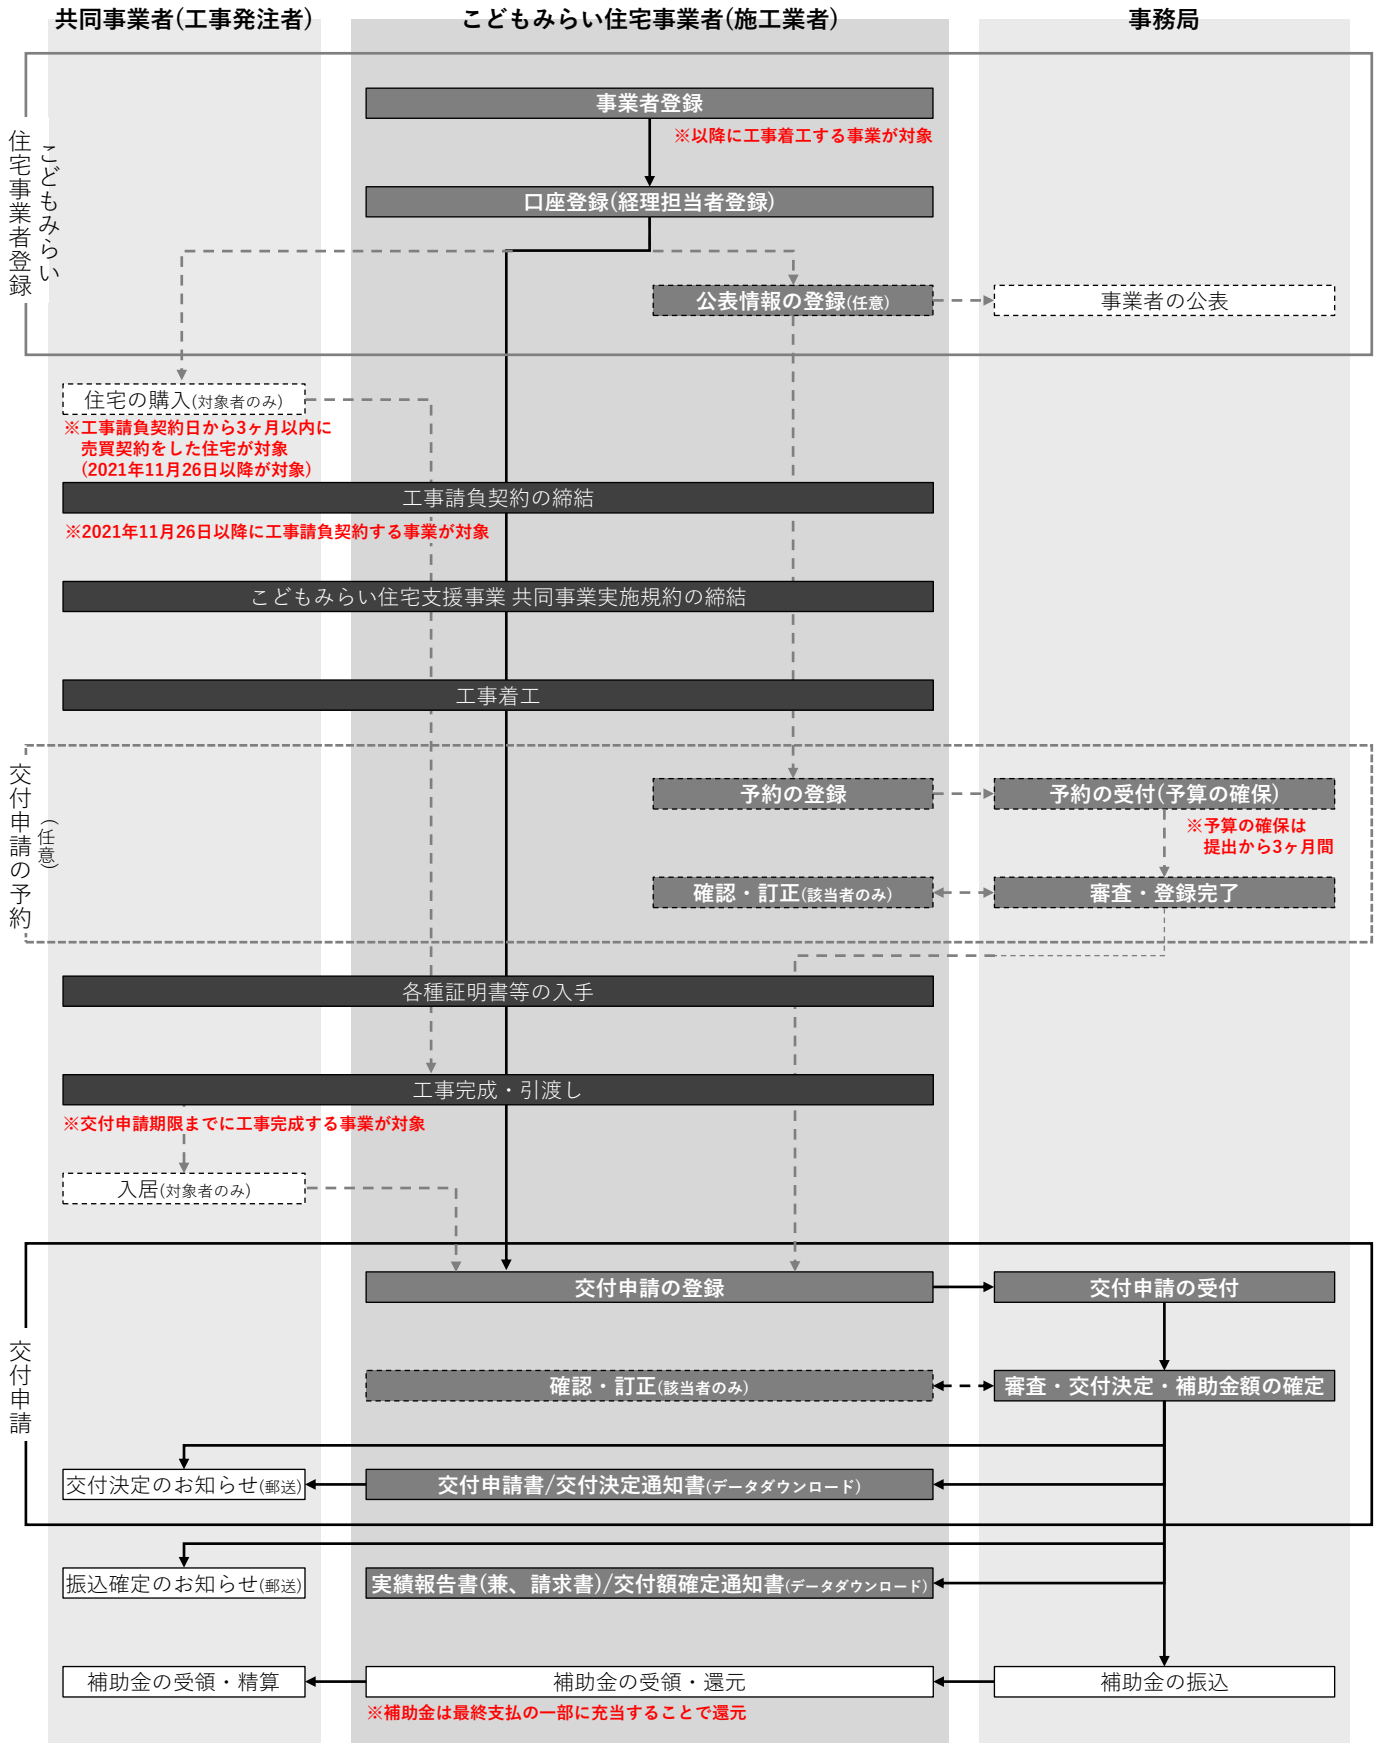 共同事業者(工事発注者)
こどもみらい住宅事業者(施工業者)
事務局
こどもみらい
住宅事業者登録
事業者登録
※以降に工事着工する事業が対象
口座登録(経理担当者登録)
公表情報の登録(任意)
事業者の公表
住宅の購入(対象者のみ)
※工事請負契約日から3ヶ月以内に
売買契約をした住宅が対象
(2021年11月26日以降が対象)
工事請負契約の締結
※2021年11月26日以降に工事請負契約する事業が対象
こどもみらい住宅支援事業 共同事業実施規約の締結
工事着工
交付申請の予約
(任意)
予約の登録
予約の受付(予算の確保)
※予算の確保は
提出から3ヶ月間
確認・訂正(該当者のみ)
審査・登録完了
各種証明書等の入手
工事完成・引渡し
※交付申請期限までに工事完成する事業が対象
入居(対象者のみ)
交付申請
交付申請の登録
交付申請の受付
確認・訂正(該当者のみ)
審査・交付決定・補助金額の確定
交付決定のお知らせ(郵送)
交付申請書/交付決定通知書(データダウンロード)
振込確定のお知らせ(郵送)
実績報告書(兼、請求書)/交付額確定通知書(データダウンロード)
補助金の受領・精算
補助金の受領・還元
補助金の振込
※補助金は最終支払の一部に充当することで還元